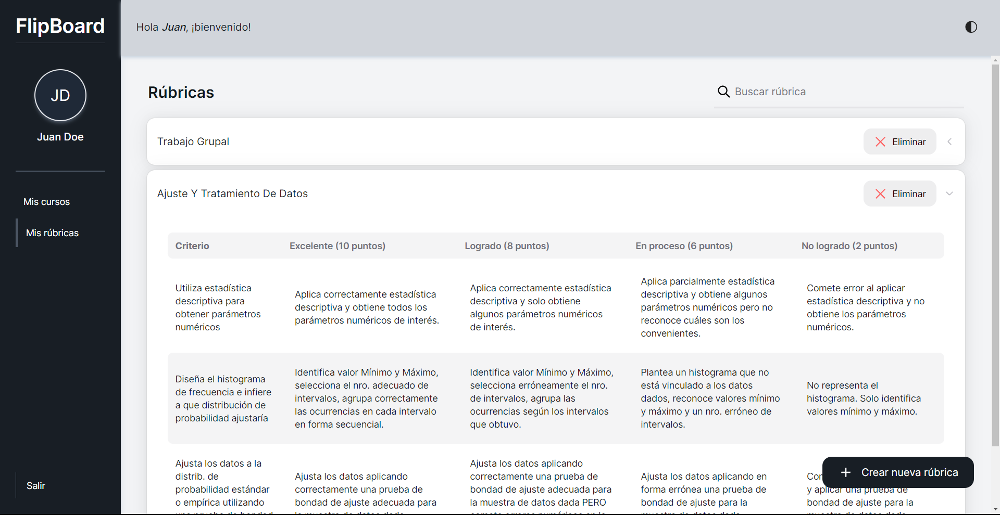 FlipBoard
Hola Juan, ¡bienvenido!
JD
Juan Doe
Mis cursos
Mis rúbricas
Salir
Rúbricas
Buscar rúbrica
Trabajo Grupal
Eliminar
Ajuste Y Tratamiento De Datos
Eliminar
Criterio
Excelente (10 puntos)
Logrado (8 puntos)
En proceso (6 puntos)
No logrado (2 puntos)
Utiliza estadística
descriptiva para
obtener parámetros
numéricos
Aplica correctamente estadística
descriptiva y obtiene todos los
parámetros numéricos de interés.
Aplica correctamente estadística
descriptiva y solo obtiene
algunos parámetros numéricos
de interés.
Aplica parcialmente estadística
descriptiva y obtiene algunos
parámetros numéricos pero no
reconoce cuáles son los
convenientes.
Comete error al aplicar
estadística descriptiva y no
obtiene los parámetros
numéricos.
Diseña el histograma
de frecuencia e infiere
a que distribución de
probabilidad ajustaría
Identifica valor Mínimo y Máximo,
selecciona el nro. adecuado de
intervalos, agrupa correctamente
las ocurrencias en cada intervalo
en forma secuencial.
Identifica valor Mínimo y Máximo,
selecciona erróneamente el nro.
de intervalos, agrupa las
ocurrencias según los intervalos
que obtuvo.
Plantea un histograma que no
está vinculado a los datos
dados, reconoce valores mínimo
y máximo y un nro. erróneo de
intervalos.
No representa el
histograma. Solo identifica
valores mínimo y máximo.
Ajusta los datos a la
distrib. de
probabilidad estándar
o empírica utilizando
Ajusta los datos aplicando
correctamente una prueba de
bondad de ajuste adecuada para
Ajusta los datos aplicando
correctamente una prueba de
bondad de ajuste adecuada para
la muestra de datos dada PERO
Ajusta los datos aplicando en
forma errónea una prueba de
bondad de ajuste para la
y aplicar una prueba de
bondad de ajuste para la
Crear nueva rúbrica